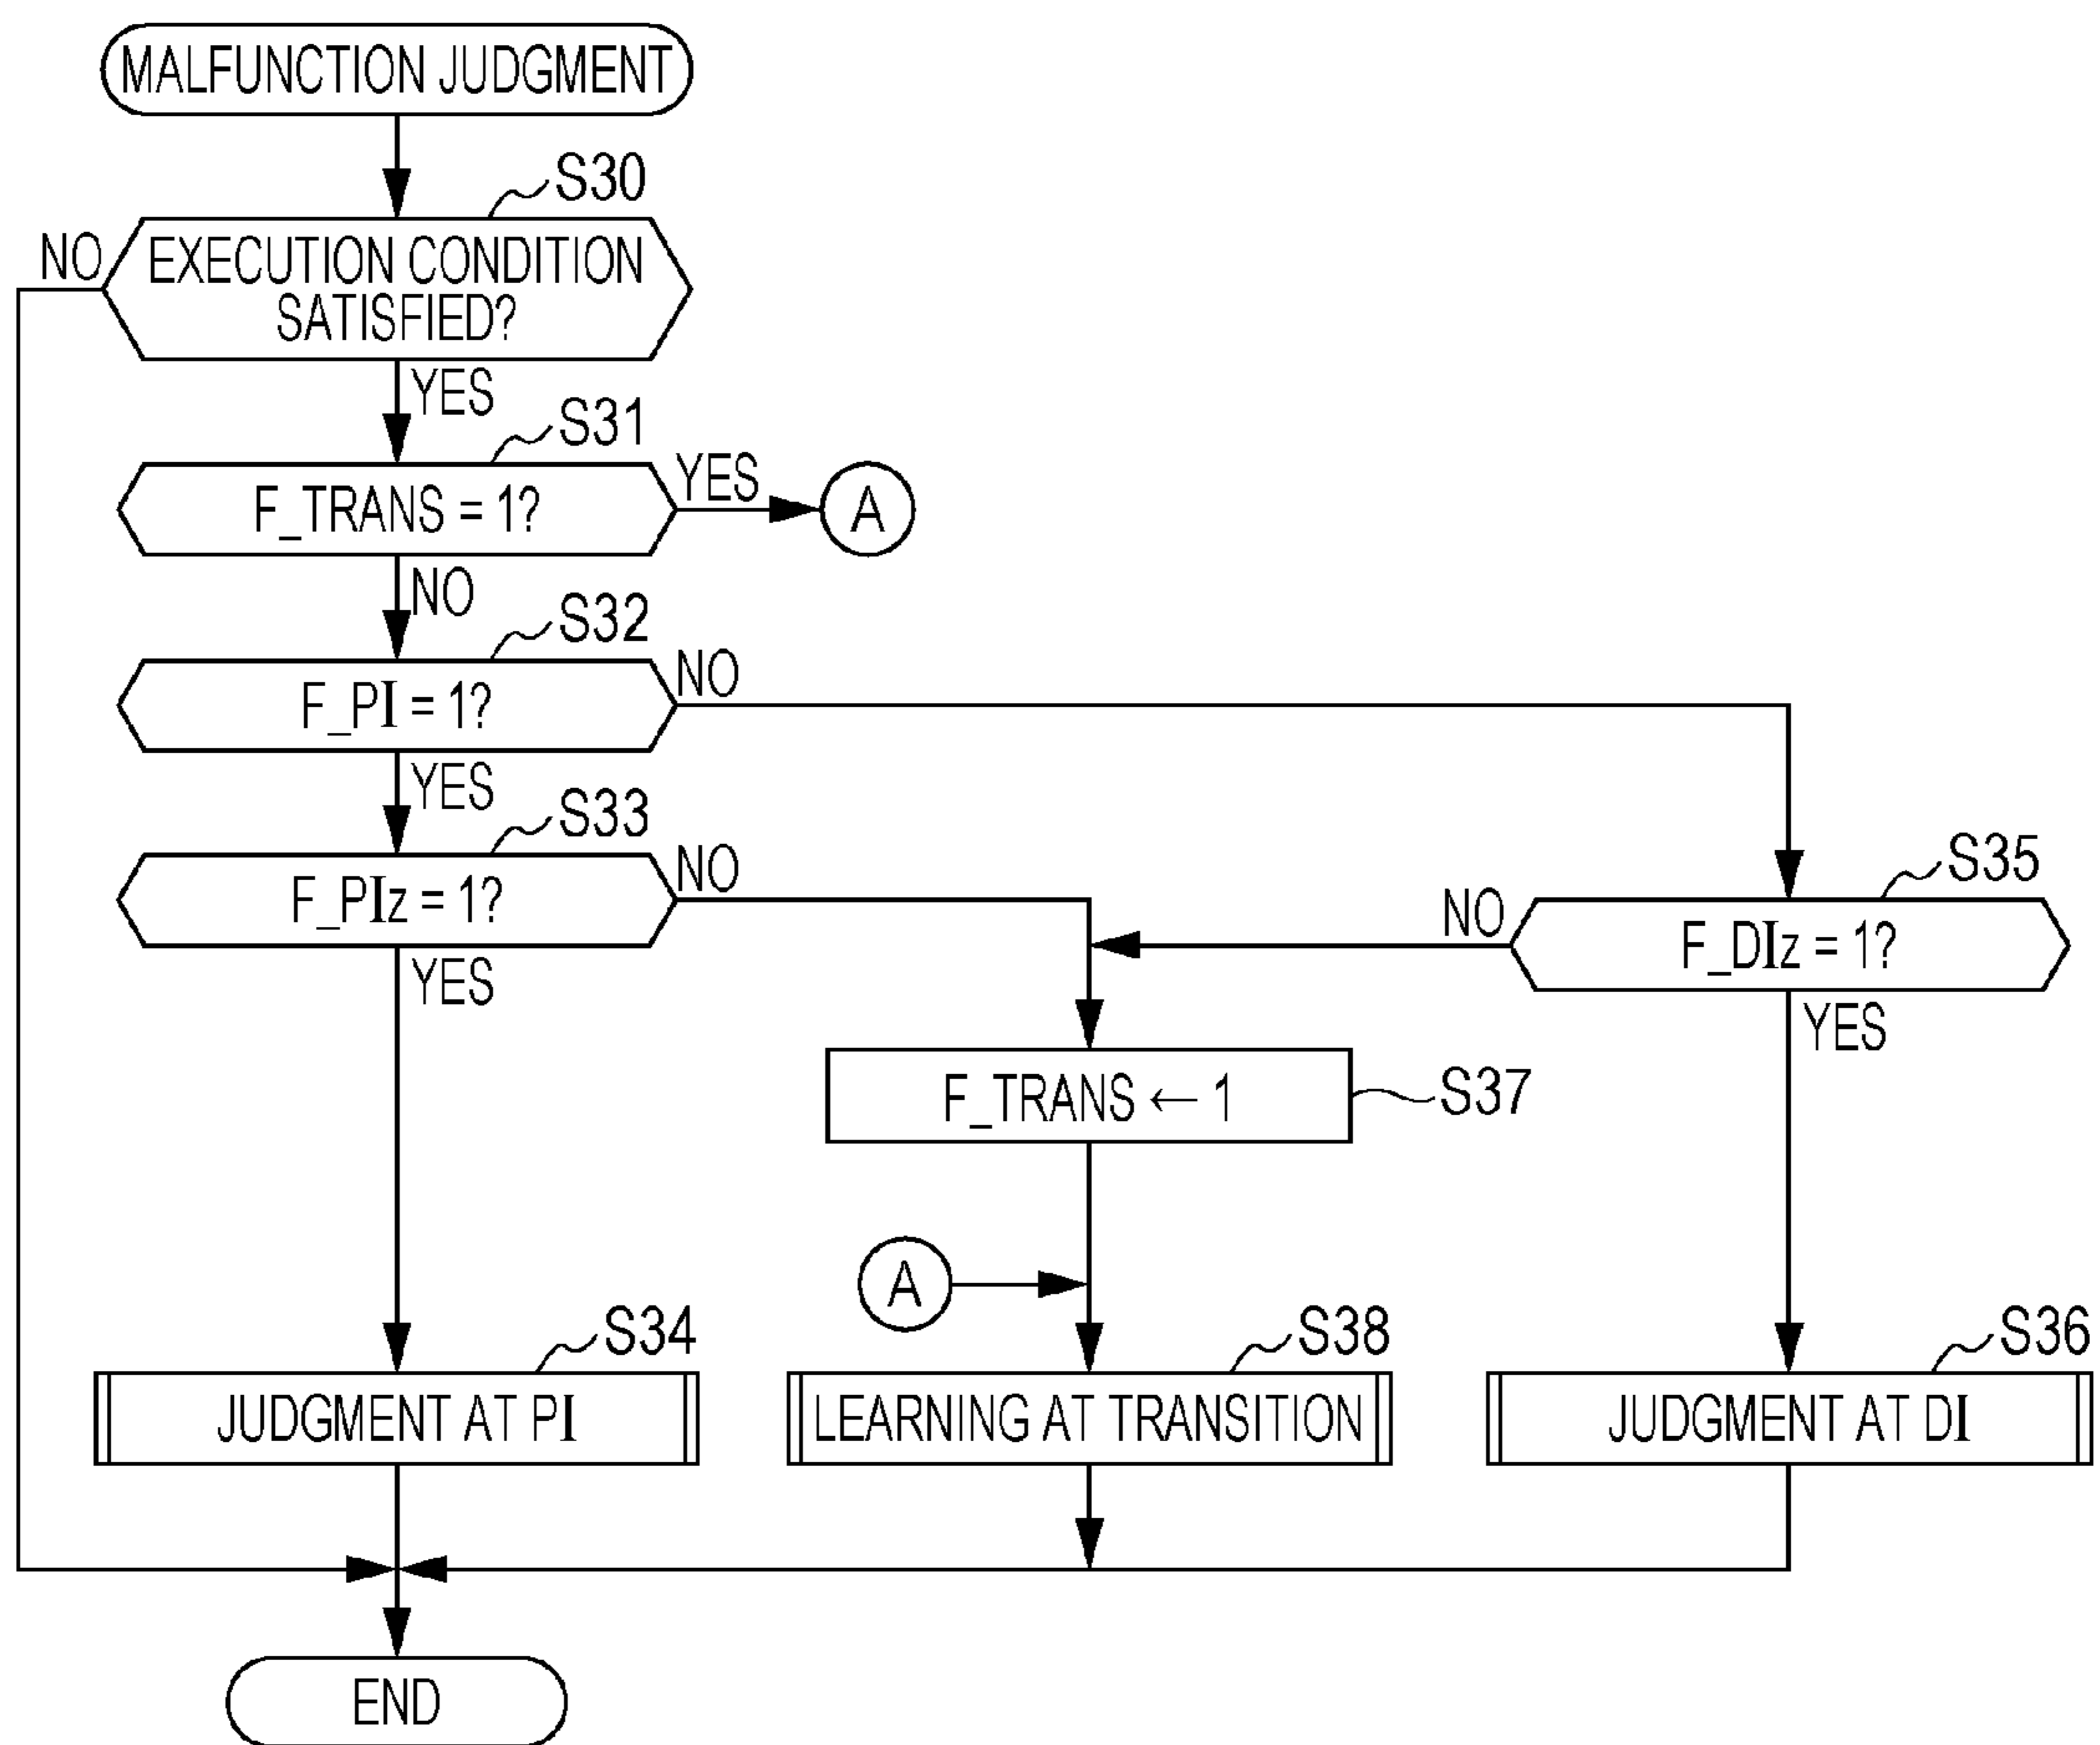 MALFUNCTION JUDGMENT
S30
NO
EXECUTION CONDITION
SATISFIED?
YES
S31
F_TRANS = 1?
YES
A
NO
S32
F_PI = 1?
NO
YES
S33
F_PIz = 1?
NO
YES
S35
NO
F_DIz = 1?
YES
F_TRANS ← 1
S37
A
S34
JUDGMENT AT PI
S38
LEARNING AT TRANSITION
S36
JUDGMENT AT DI
END